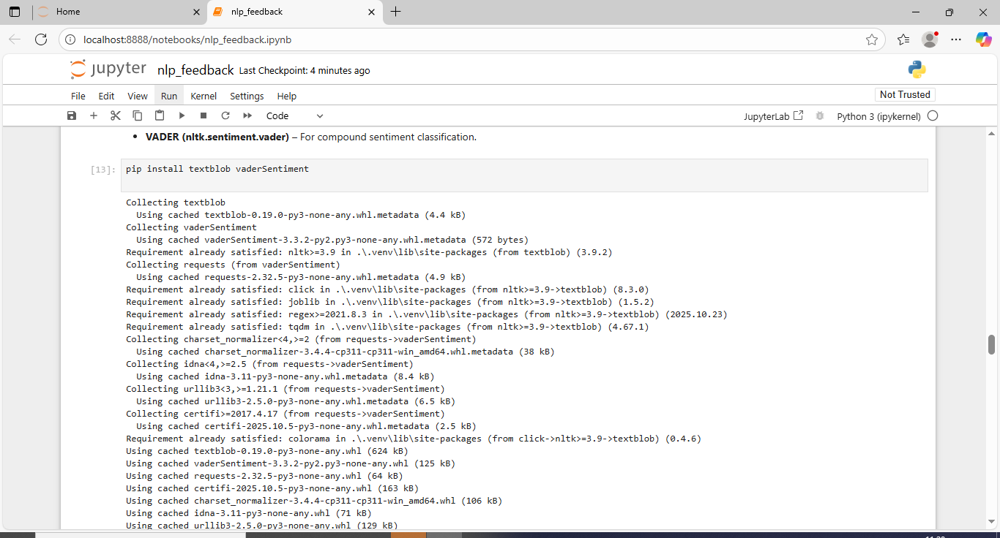 Home
nlp_feedback
localhost:8888/notebooks/nlp_feedback.ipynb
jupyter nlp_feedback Last Checkpoint: 4 minutes ago
File Edit View Run Kernel Settings Help
Not Trusted
Code
JupyterLab
Python 3 (ipykernel)
• VADER (nltk.sentiment.vader) – For compound sentiment classification.
[13]: pip install textblob vaderSentiment
Collecting textblob
  Using cached textblob-0.19.0-py3-none-any.whl.metadata (4.4 kB)
Collecting vaderSentiment
  Using cached vaderSentiment-3.3.2-py2.py3-none-any.whl.metadata (572 bytes)
Requirement already satisfied: nltk>=3.9 in .\.venv\lib\site-packages (from textblob) (3.9.2)
Collecting requests (from vaderSentiment)
  Using cached requests-2.32.5-py3-none-any.whl.metadata (4.9 kB)
Requirement already satisfied: click in .\.venv\lib\site-packages (from nltk>=3.9->textblob) (8.3.0)
Requirement already satisfied: joblib in .\.venv\lib\site-packages (from nltk>=3.9->textblob) (1.5.2)
Requirement already satisfied: regex>=2021.8.3 in .\.venv\lib\site-packages (from nltk>=3.9->textblob) (2025.10.23)
Requirement already satisfied: tqdm in .\.venv\lib\site-packages (from nltk>=3.9->textblob) (4.67.1)
Collecting charset_normalizer<4,>=2 (from requests->vaderSentiment)
  Using cached charset_normalizer-3.4.4-cp311-cp311-win_amd64.whl.metadata (38 kB)
Collecting idna<4,>=2.5 (from requests->vaderSentiment)
  Using cached idna-3.11-py3-none-any.whl.metadata (8.4 kB)
Collecting urllib3<3,>=1.21.1 (from requests->vaderSentiment)
  Using cached urllib3-2.5.0-py3-none-any.whl.metadata (6.5 kB)
Collecting certifi>=2017.4.17 (from requests->vaderSentiment)
  Using cached certifi-2025.10.5-py3-none-any.whl.metadata (2.5 kB)
Requirement already satisfied: colorama in .\.venv\lib\site-packages (from click->nltk>=3.9->textblob) (0.4.6)
Using cached textblob-0.19.0-py3-none-any.whl (624 kB)
Using cached vaderSentiment-3.3.2-py2.py3-none-any.whl (125 kB)
Using cached requests-2.32.5-py3-none-any.whl (64 kB)
Using cached certifi-2025.10.5-py3-none-any.whl (163 kB)
Using cached charset_normalizer-3.4.4-cp311-cp311-win_amd64.whl (106 kB)
Using cached idna-3.11-py3-none-any.whl (71 kB)
Using cached urllib3-2.5.0-py3-none-any.whl (129 kB)